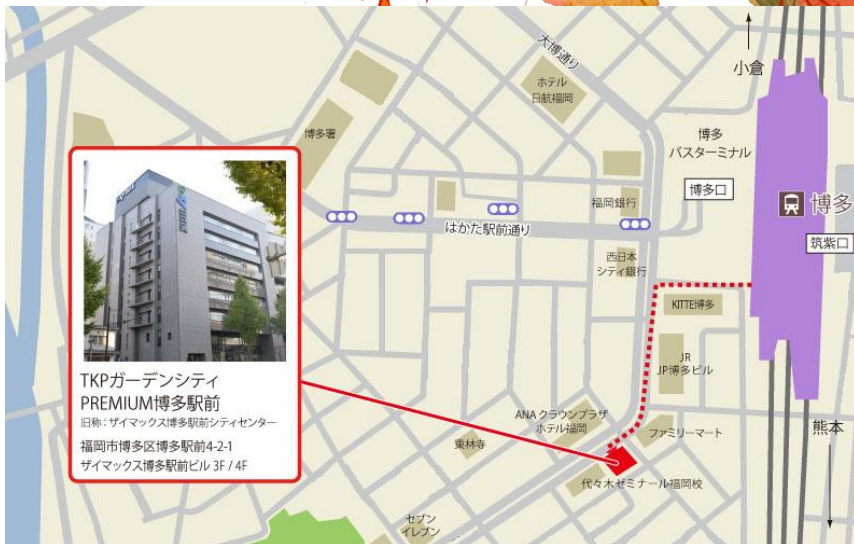 大博通り
小倉
ホテル
日航福岡
博多
バスターミナル
博多署
博多口
福岡銀行
博多
はかた駅前通り
筑紫口
西日本
シティ銀行
KITTE博多
JR
JP博多ビル
TKPガーデンシティ
PREMIUM博多駅前
旧称：ザイマックス博多駅前シティセンター
福岡市博多区博多駅前4-2-1
ザイマックス博多駅前ビル 3F / 4F
ANAクラウンプラザ
ホテル福岡
ファミリーマート
熊本
東林寺
代々木ゼミナール福岡校
セブン
イレブン